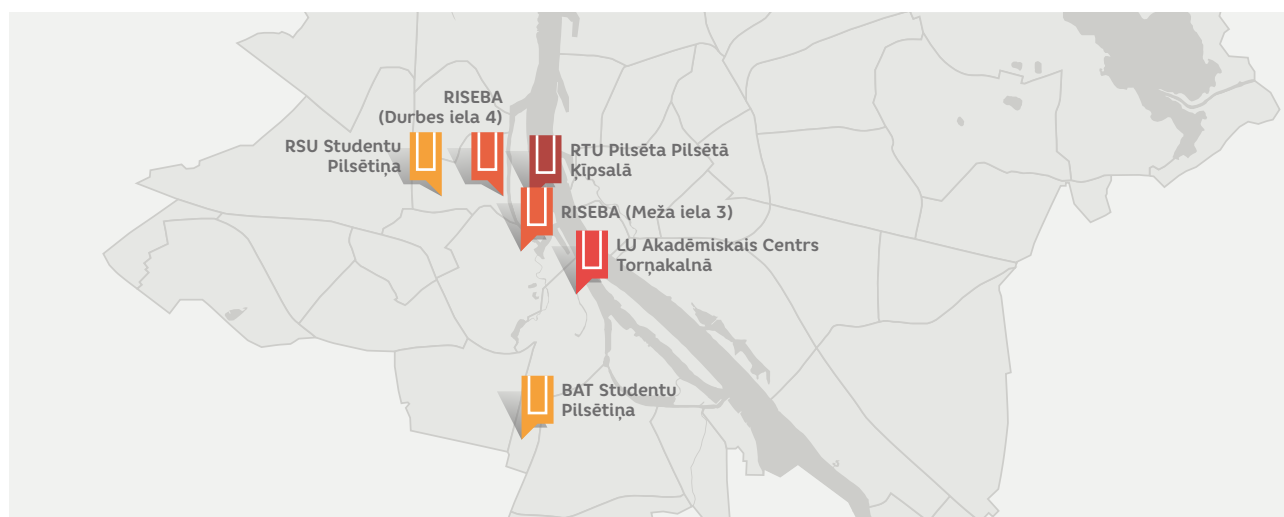 RISEBA
(Durbes iela 4)
RSU Studentu
Pilsētiņa
RTU Pilsēta Pilsētā
Ķīpsalā
RISEBA (Meža iela 3)
LU Akadēmiskais Centrs
Torņakalnā
BAT Studentu
Pilsētiņa